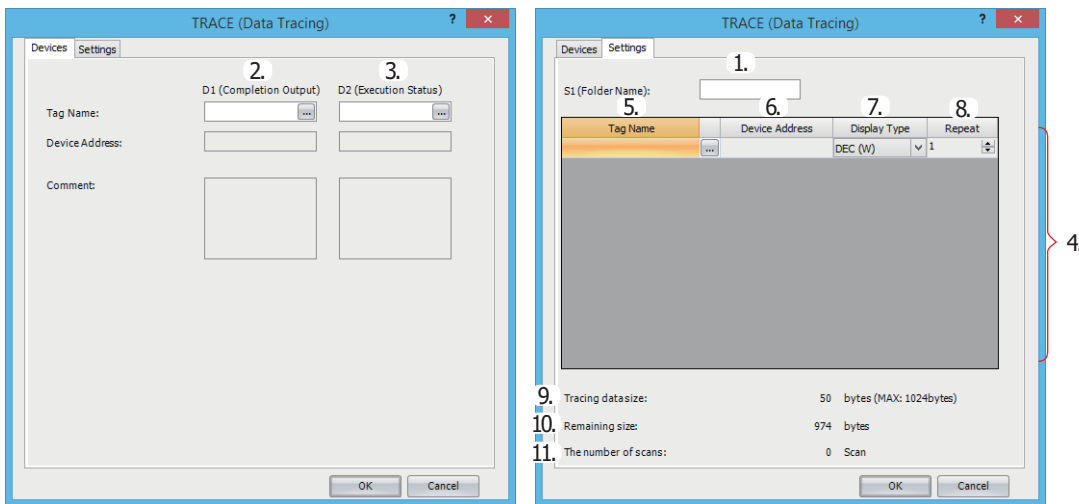 TRACE (Data Tracing) ? ×
Devices Settings
2. 3.
D1 (Completion Output) D2 (Execution Status)
Tag Name: ... ...
Device Address:
Comment:
OK Cancel
TRACE (Data Tracing) ? ×
Devices Settings
1.
S1 (Folder Name):
5. 6. 7. 8.
Tag Name Device Address Display Type Repeat
... DEC (W) 1
4.
9. Tracing data size: 50 bytes (MAX: 1024bytes)
10. Remaining size: 974 bytes
11. The number of scans: 0 Scan
OK Cancel